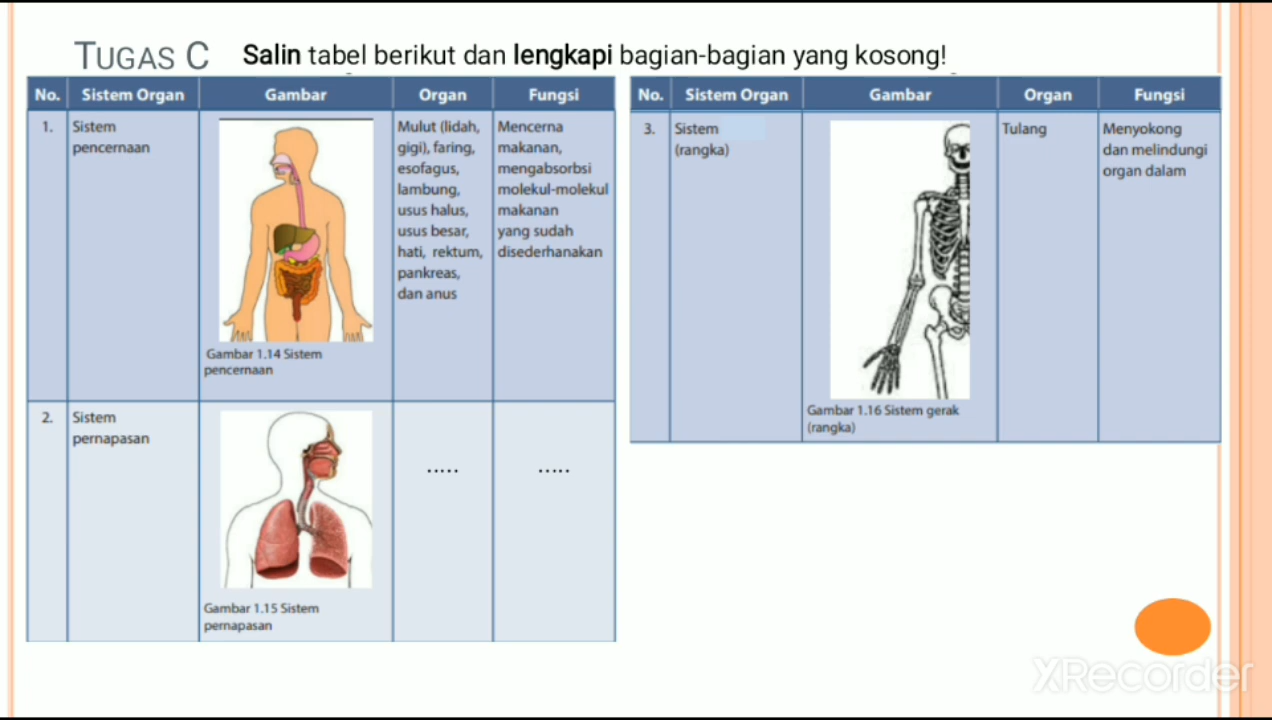 TUGAS C Salin tabel berikut dan lengkapi bagian-bagian yang kosong!
No. Sistem Organ Gambar Organ Fungsi
1. Sistem
pencernaan
Gambar 1.14 Sistem
pencernaan
Mulut (lidah,
gigi), faring,
esofagus,
lambung,
usus halus,
usus besar,
hati, rektum,
pankreas,
dan anus
Mencerna
makanan,
mengabsorbsi
molekul-molekul
makanan
yang sudah
disederhanakan
2. Sistem
pernapasan
Gambar 1.15 Sistem
pernapasan
.....
.....
No. Sistem Organ Gambar Organ Fungsi
3. Sistem
(rangka)
Gambar 1.16 Sistem gerak
(rangka)
Tulang
Menyokong
dan melindungi
organ dalam
XRecorder